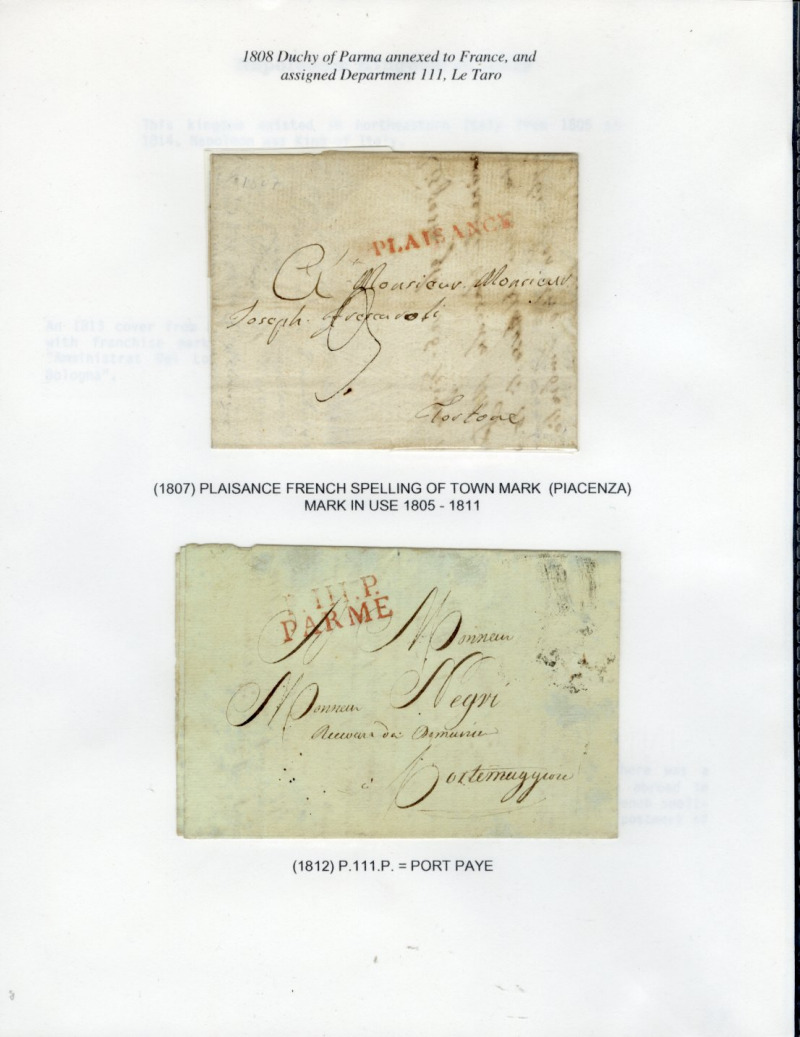 1808 Duchy of Parma annexed to France, and
assigned Department 111, Le Taro
PLAISANCE
A Monsieur Monsieur
Joseph
Tortone
(1807) PLAISANCE FRENCH SPELLING OF TOWN MARK (PIACENZA)
MARK IN USE 1805 - 1811
P.111.P.
PARME
A Monsieur
Monsieur Negri
Cortemaggiore
(1812) P.111.P. = PORT PAYE